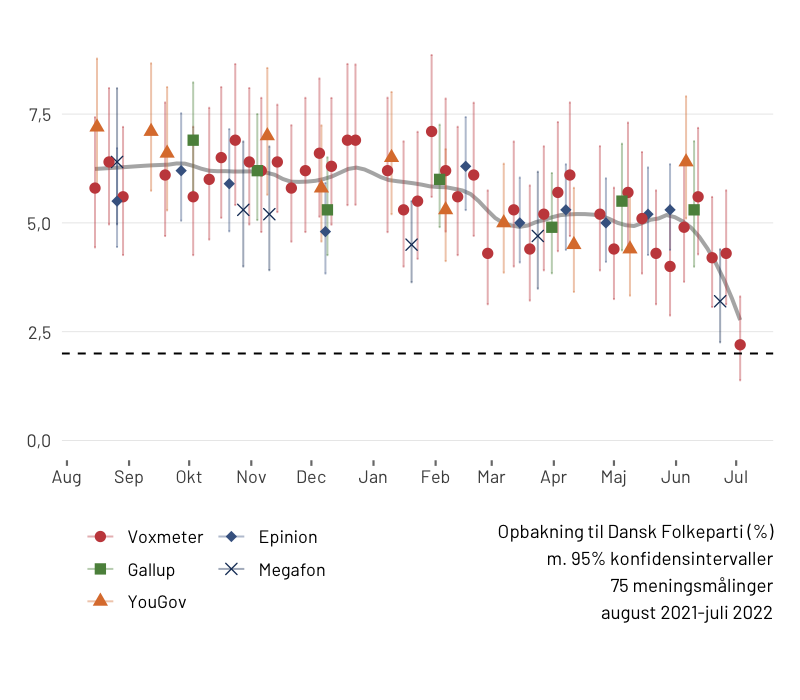 7,5
5,0
2,5
0,0
Aug Sep Okt Nov Dec Jan Feb Mar Apr Maj Jun Jul
Voxmeter Epinion
Gallup Megafon
YouGov
Opbakning til Dansk Folkeparti (%)
m. 95% konfidensintervaller
75 meningsmålinger
august 2021-juli 2022